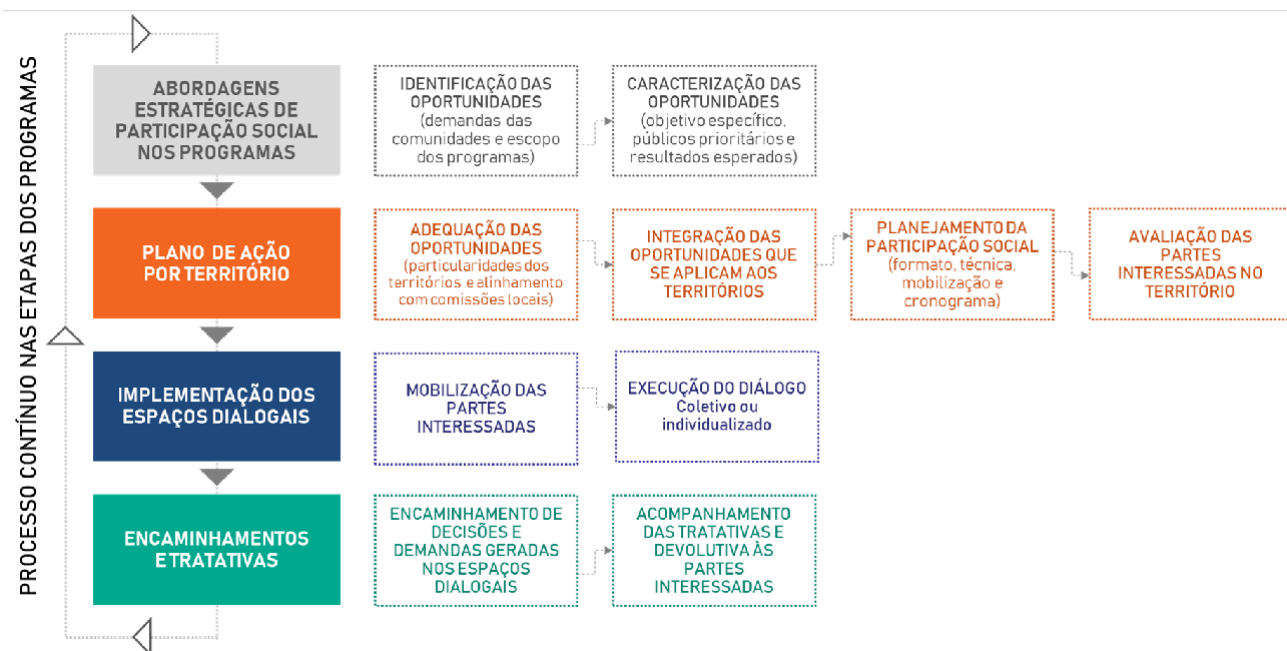 PROCESSO CONTÍNUO NAS ETAPAS DOS PROGRAMAS
ABORDAGENS
ESTRATÉGICAS DE
PARTICIPAÇÃO SOCIAL
NOS PROGRAMAS
IDENTIFICAÇÃO DAS
OPORTUNIDADES
(demandas das
comunidades e escopo
dos programas)
CARACTERIZAÇÃO DAS
OPORTUNIDADES
(objetivo específico,
públicos prioritários e
resultados esperados)
PLANO DE AÇÃO
POR TERRITÓRIO
ADEQUAÇÃO DAS
OPORTUNIDADES
(particularidades dos
territórios e alinhamento
com comissões locais)
INTEGRAÇÃO DAS
OPORTUNIDADES QUE
SE APLICAM AOS
TERRITÓRIOS
PLANEJAMENTO DA
PARTICIPAÇÃO SOCIAL
(formato, técnica,
mobilização e
cronograma)
AVALIAÇÃO DAS
PARTES
INTERESSADAS NO
TERRITÓRIO
IMPLEMENTAÇÃO DOS
ESPAÇOS DIALOGAIS
MOBILIZAÇÃO DAS
PARTES
INTERESSADAS
EXECUÇÃO DO DIÁLOGO
Coletivo ou
individualizado
ENCAMINHAMENTOS
E TRATATIVAS
ENCAMINHAMENTO DE
DECISÕES E
DEMANDAS GERADAS
NOS ESPAÇOS
DIALOGAIS
ACOMPANHAMENTO
DAS TRATATIVAS E
DEVOLUTIVA ÀS
PARTES
INTERESSADAS